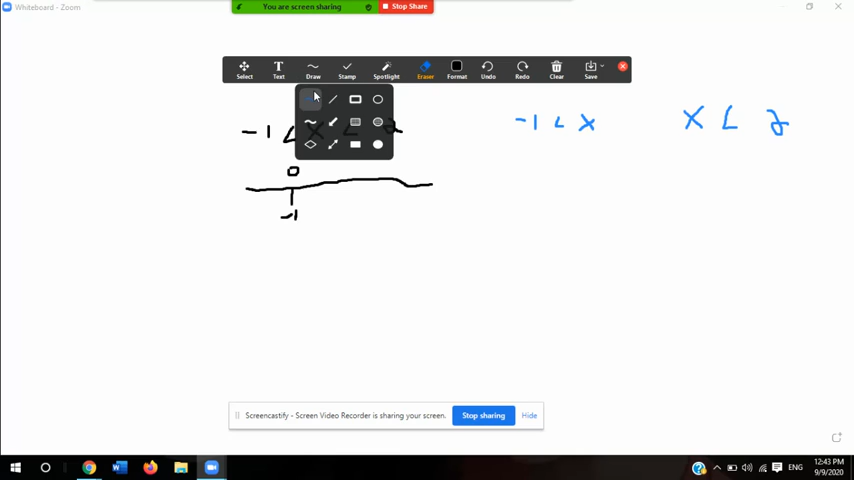 Whiteboard - Zoom
You are screen sharing
Stop Share
Select Text Draw Stamp Spotlight Eraser Format Undo Redo Clear Save
-1 < X < 2
-1 < X
X < 2
0
-1
Screencastify - Screen Video Recorder is sharing your screen.
Stop sharing
Hide
ENG
12:43 PM
9/9/2020